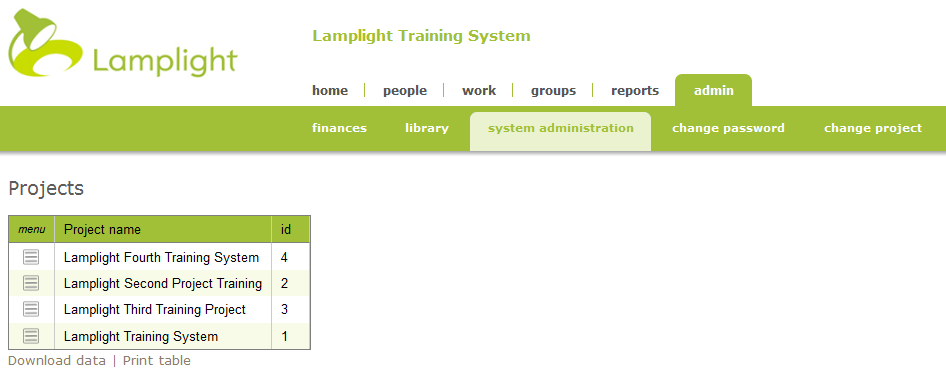 Lamplight
Lamplight Training System
home people work groups reports admin
finances library system administration change password change project
Projects
menu Project name id
Lamplight Fourth Training System 4
Lamplight Second Project Training 2
Lamplight Third Training Project 3
Lamplight Training System 1
Download data | Print table